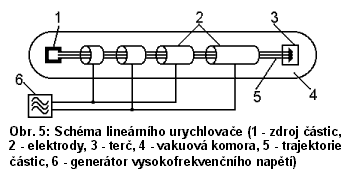 1 2 3
6 5 4
Obr. 5: Schéma lineárního urychlovače (1 - zdroj částic,
2 - elektrody, 3 - terč, 4 - vakuová komora, 5 - trajektorie
částic, 6 - generátor vysokofrekvenčního napětí)